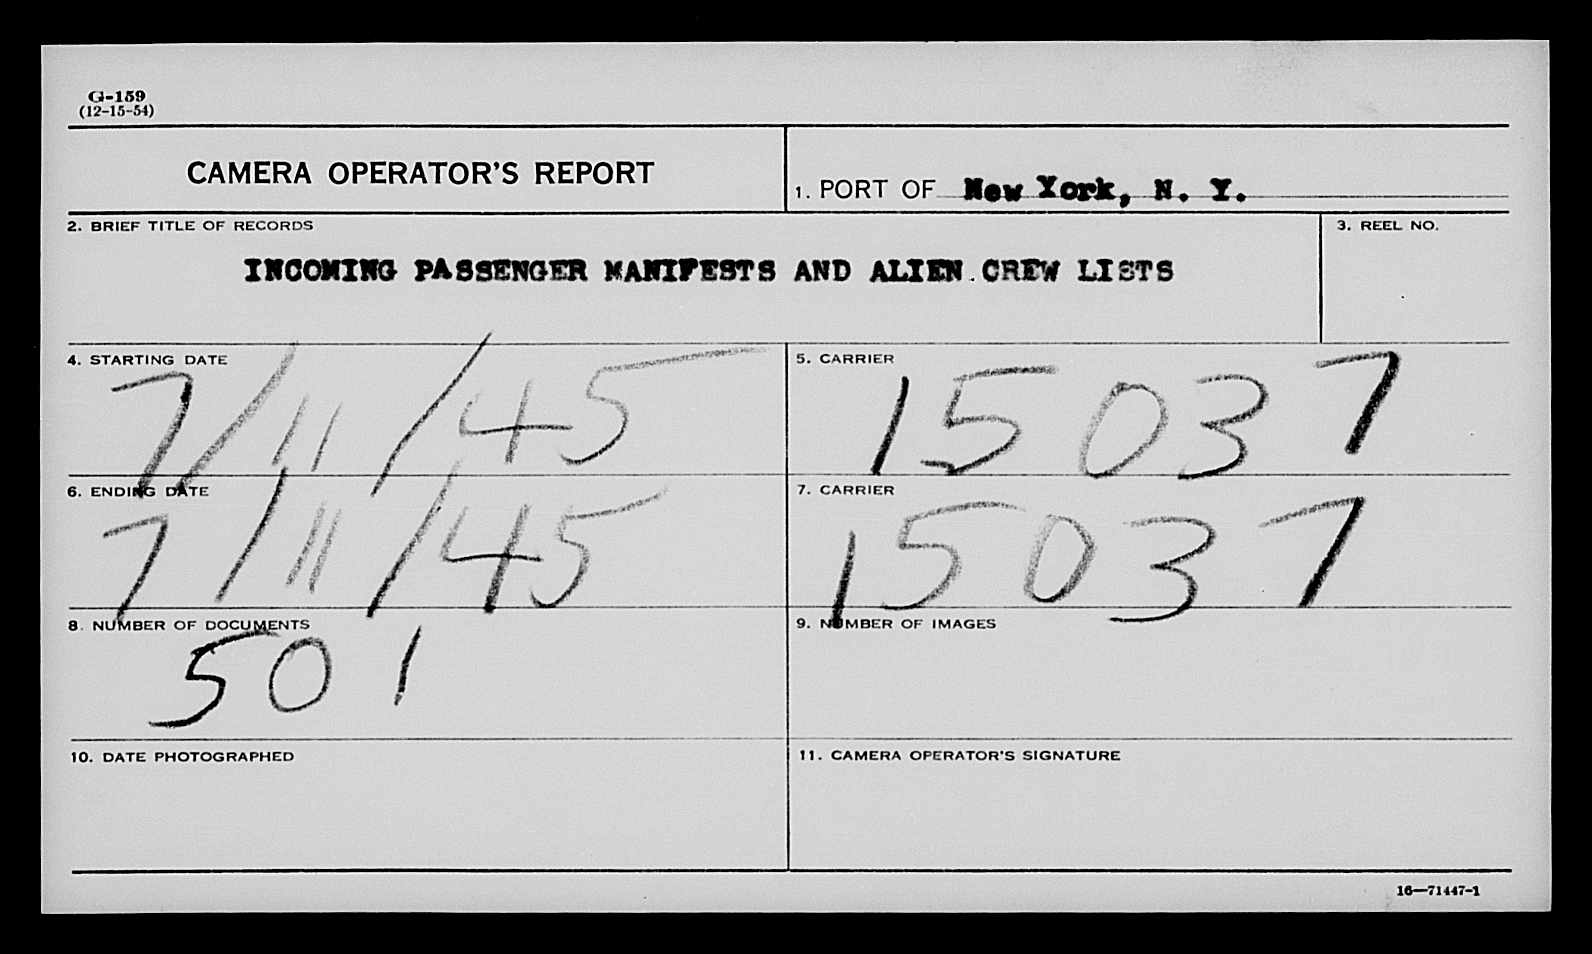 G-159
(12-15-54)
CAMERA OPERATOR'S REPORT
1. PORT OF New York, N. Y.
2. BRIEF TITLE OF RECORDS
INCOMING PASSENGER MANIFESTS AND ALIEN CREW LISTS
3. REEL NO.
4. STARTING DATE
7/11/45
5. CARRIER
15037
6. ENDING DATE
7/11/45
7. CARRIER
15037
8. NUMBER OF DOCUMENTS
501
9. NUMBER OF IMAGES
10. DATE PHOTOGRAPHED
11. CAMERA OPERATOR'S SIGNATURE
16—71447-1